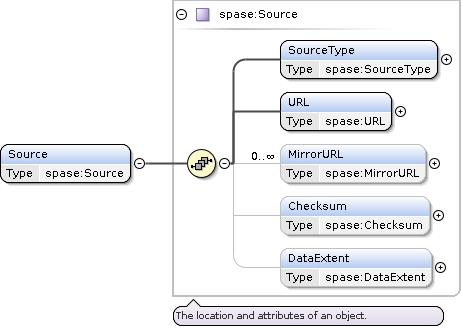 spase:Source
SourceType
Type spase:SourceType
URL
Type spase:URL
Source
Type spase:Source
0..∞
MirrorURL
Type spase:MirrorURL
Checksum
Type spase:Checksum
DataExtent
Type spase:DataExtent
The location and attributes of an object.